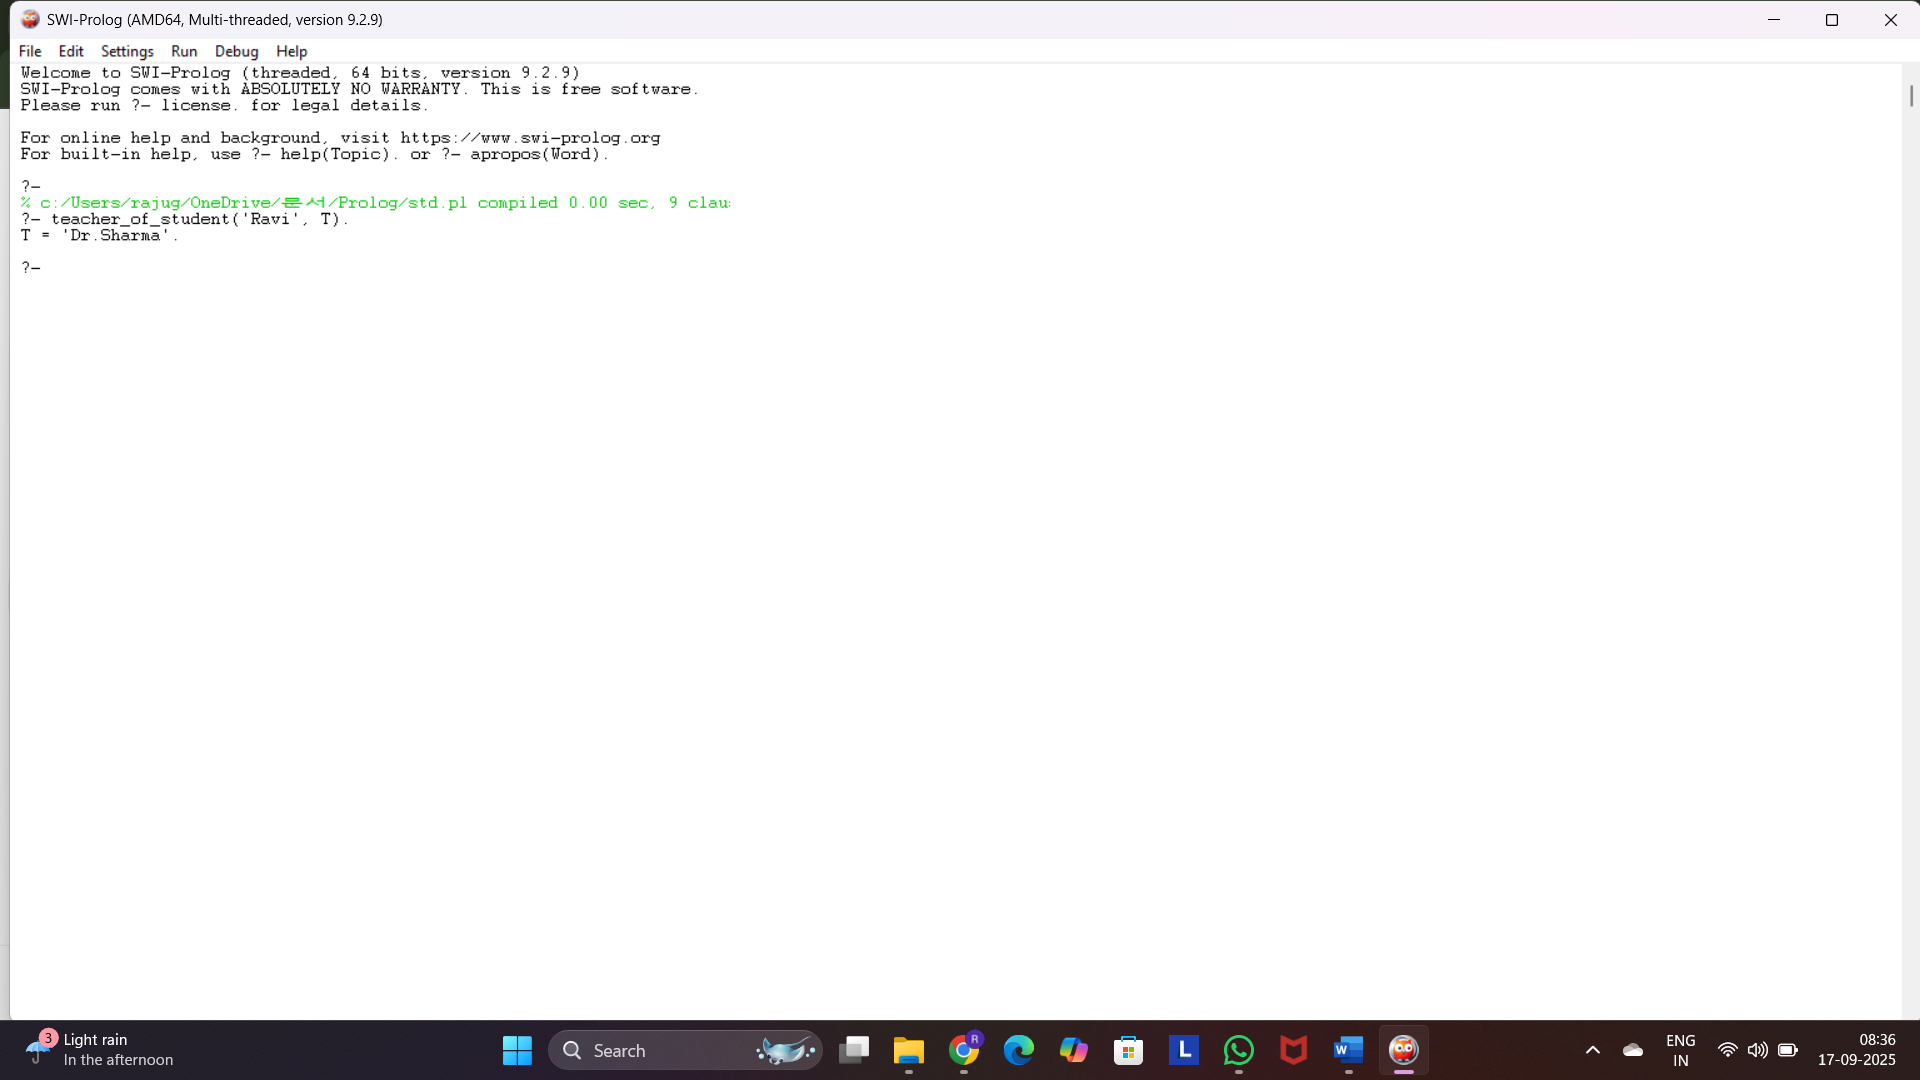 SWI-Prolog (AMD64, Multi-threaded, version 9.2.9)
File Edit Settings Run Debug Help
Welcome to SWI-Prolog (threaded, 64 bits, version 9.2.9)
SWI-Prolog comes with ABSOLUTELY NO WARRANTY. This is free software.
Please run ?- license. for legal details.
For online help and background, visit https://www.swi-prolog.org
For built-in help, use ?- help(Topic). or ?- apropos(Word).
?-
% c:/Users/rajug/OneDrive/문서/Prolog/std.pl compiled 0.00 sec, 9 clau
?- teacher_of_student('Ravi', T).
T = 'Dr.Sharma'.
?-
3
Light rain
In the afternoon
Search
R
L
W
ENG
IN
08:36
17-09-2025